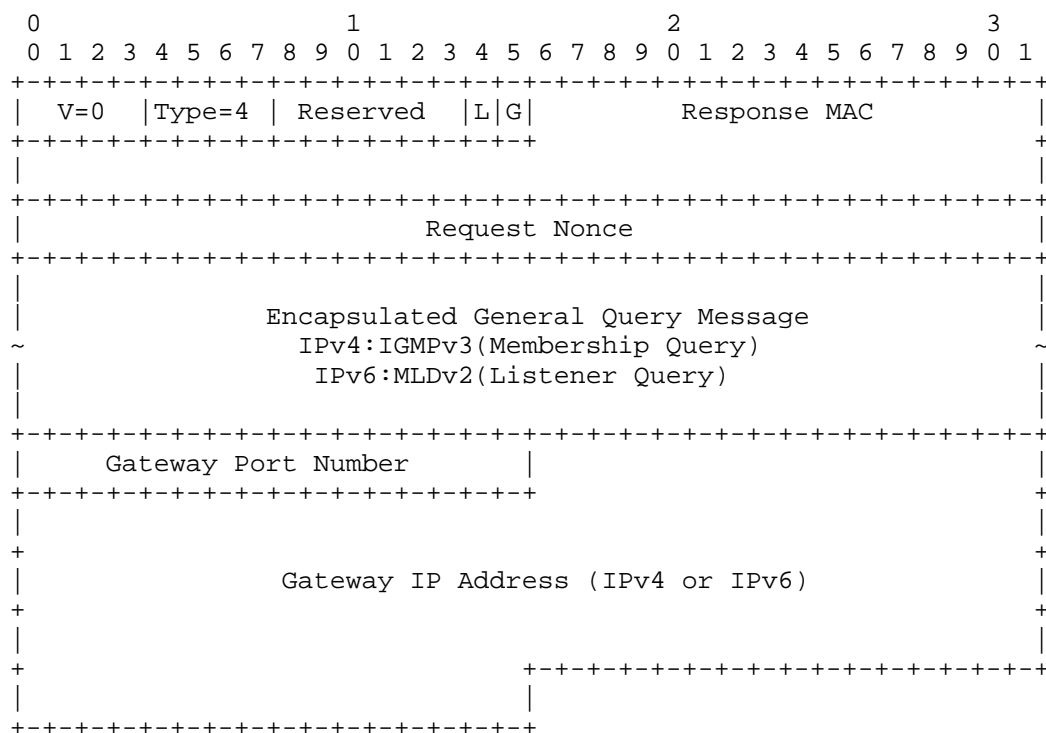 0                   1                   2                   3
 0 1 2 3 4 5 6 7 8 9 0 1 2 3 4 5 6 7 8 9 0 1 2 3 4 5 6 7 8 9 0 1
+-+-+-+-+-+-+-+-+-+-+-+-+-+-+-+-+-+-+-+-+-+-+-+-+-+-+-+-+-+-+-+-+
|  V=0  |Type=4 | Reserved  |L|G|         Response MAC          |
+-+-+-+-+-+-+-+-+-+-+-+-+-+-+-+-+                               +
|                                                               |
+-+-+-+-+-+-+-+-+-+-+-+-+-+-+-+-+-+-+-+-+-+-+-+-+-+-+-+-+-+-+-+-+
|                         Request Nonce                         |
+-+-+-+-+-+-+-+-+-+-+-+-+-+-+-+-+-+-+-+-+-+-+-+-+-+-+-+-+-+-+-+-+
|                                                               |
|               Encapsulated General Query Message              |
~                 IPv4:IGMPv3(Membership Query)                 ~
|                  IPv6:MLDv2(Listener Query)                   |
|                                                               |
+-+-+-+-+-+-+-+-+-+-+-+-+-+-+-+-+-+-+-+-+-+-+-+-+-+-+-+-+-+-+-+-+
|     Gateway Port Number       |                               |
+-+-+-+-+-+-+-+-+-+-+-+-+-+-+-+-+                               +
|                                                               |
+                                                               +
|                Gateway IP Address (IPv4 or IPv6)              |
+                                                               +
|                                                               |
+                               +-+-+-+-+-+-+-+-+-+-+-+-+-+-+-+-+
|                               |
+-+-+-+-+-+-+-+-+-+-+-+-+-+-+-+-+